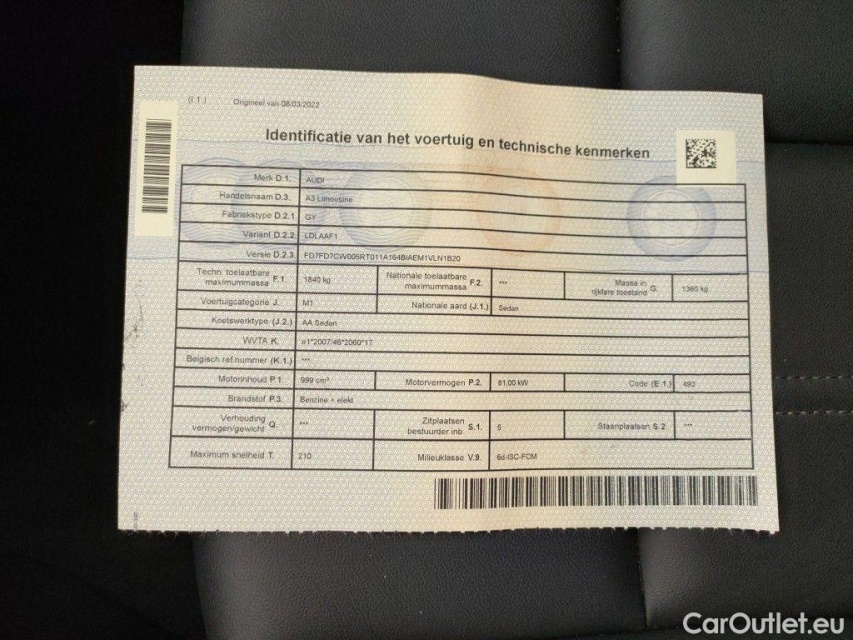 (( 1.) Origineel van 08/03/2022
Identificatie van het voertuig en technische kenmerken
Merk D.1. AUDI
Handelsnaam D.3. A3 Limousine
Fabriekstype D.2.1 GY
Variant D.2.2. LDLAAF1
Versie D.2.3. FD7FD7CW005RT011A164BIAEM1VLN1B20
Techn. toelaatbare maximummassa F.1 1840 kg Nationale toelaatbare maximummassa F.2. *** Massa in rijklare toestand G. 1360 kg
Voertuigcategorie J. M1 Nationale aard (J.1.) Sedan
Koetswerktype (J.2.) AA Sedan
WVTA K. e1*2007/46*2060*17
Belgisch ref.nummer (K.1.) ***
Motorinhoud P.1. 999 cm³ Motorvermogen P.2. 81,00 kW Code (E.1.) 493
Brandstof P.3. Benzine + elekt
Verhouding vermogen/gewicht Q. *** Zitplaatsen bestuurder inb. S.1. 5 Staanplaatsen S.2. ***
Maximum snelheid T. 210 Milieuklasse V.9. 6d-ISC-FCM
CarOutlet.eu